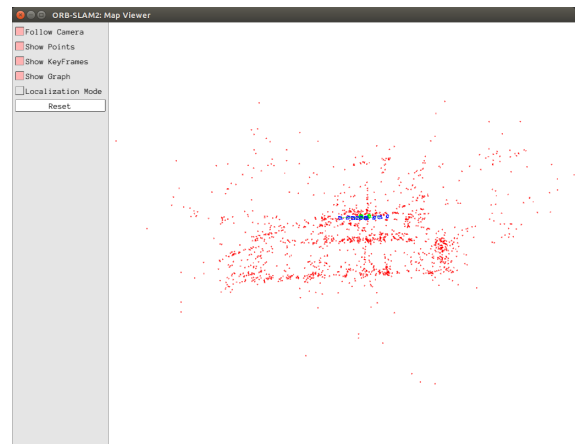 ORB-SLAM2: Map Viewer
Follow Camera
Show Points
Show KeyFrames
Show Graph
Localization Mode
Reset